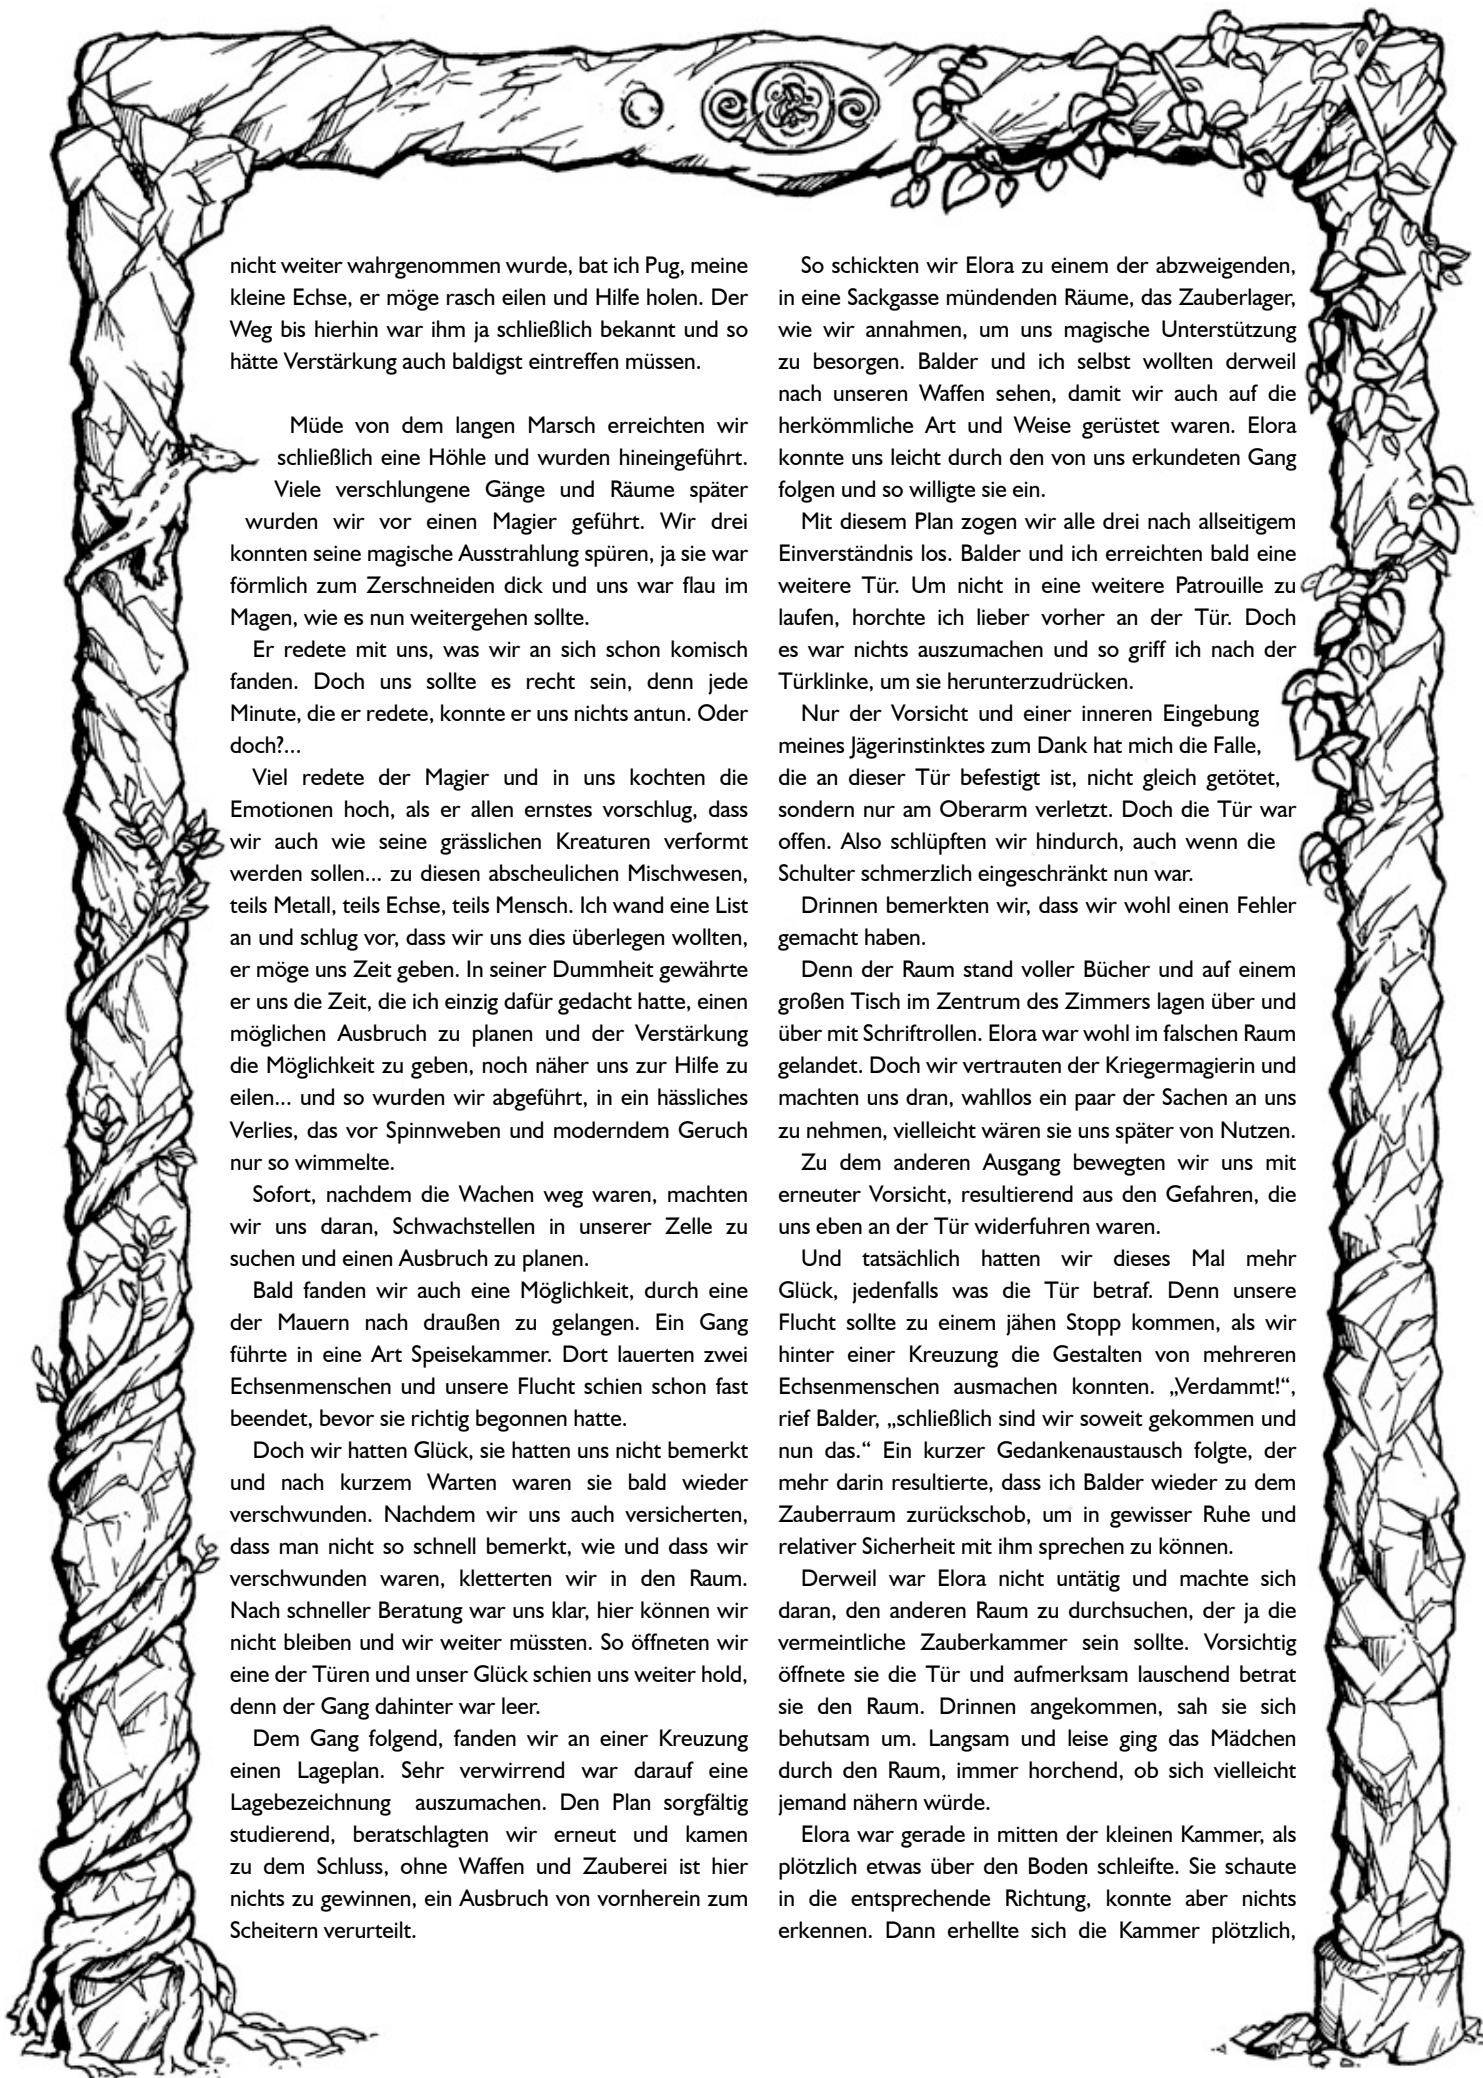 nicht weiter wahrgenommen wurde, bat ich Pug, meine
kleine Echse, er möge rasch eilen und Hilfe holen. Der
Weg bis hierhin war ihm ja schließlich bekannt und so
hätte Verstärkung auch baldigst eintreffen müssen.
Müde von dem langen Marsch erreichten wir
schließlich eine Höhle und wurden hineingeführt.
Viele verschlungene Gänge und Räume später
wurden wir vor einen Magier geführt. Wir drei
konnten seine magische Ausstrahlung spüren, ja sie war
förmlich zum Zerschneiden dick und uns war flau im
Magen, wie es nun weitergehen sollte.
Er redete mit uns, was wir an sich schon komisch
fanden. Doch uns sollte es recht sein, denn jede
Minute, die er redete, konnte er uns nichts antun. Oder
doch?...
Viel redete der Magier und in uns kochten die
Emotionen hoch, als er allen ernstes vorschlug, dass
wir auch wie seine grässlichen Kreaturen verformt
werden sollen... zu diesen abscheulichen Mischwesen,
teils Metall, teils Echse, teils Mensch. Ich wand eine List
an und schlug vor, dass wir uns dies überlegen wollten,
er möge uns Zeit geben. In seiner Dummheit gewährte
er uns die Zeit, die ich einzig dafür gedacht hatte, einen
möglichen Ausbruch zu planen und der Verstärkung
die Möglichkeit zu geben, noch näher uns zur Hilfe zu
eilen... und so wurden wir abgeführt, in ein hässliches
Verlies, das vor Spinnweben und moderndem Geruch
nur so wimmelte.
Sofort, nachdem die Wachen weg waren, machten
wir uns daran, Schwachstellen in unserer Zelle zu
suchen und einen Ausbruch zu planen.
Bald fanden wir auch eine Möglichkeit, durch eine
der Mauern nach draußen zu gelangen. Ein Gang
führte in eine Art Speisekammer. Dort lauerten zwei
Echsenmenschen und unsere Flucht schien schon fast
beendet, bevor sie richtig begonnen hatte.
Doch wir hatten Glück, sie hatten uns nicht bemerkt
und nach kurzem Warten waren sie bald wieder
verschwunden. Nachdem wir uns auch versicherten,
dass man nicht so schnell bemerkt, wie und dass wir
verschwunden waren, kletterten wir in den Raum.
Nach schneller Beratung war uns klar, hier können wir
nicht bleiben und wir weiter müssten. So öffneten wir
eine der Türen und unser Glück schien uns weiter hold,
denn der Gang dahinter war leer.
Dem Gang folgend, fanden wir an einer Kreuzung
einen Lageplan. Sehr verwirrend war darauf eine
Lagebezeichnung auszumachen. Den Plan sorgfältig
studierend, beratschlagten wir erneut und kamen
zu dem Schluss, ohne Waffen und Zauberei ist hier
nichts zu gewinnen, ein Ausbruch von vornherein zum
Scheitern verurteilt.
So schickten wir Elora zu einem der abzweigenden,
in eine Sackgasse mündenden Räume, das Zauberlager,
wie wir annahmen, um uns magische Unterstützung
zu besorgen. Balder und ich selbst wollten derweil
nach unseren Waffen sehen, damit wir auch auf die
herkömmliche Art und Weise gerüstet waren. Elora
konnte uns leicht durch den von uns erkundeten Gang
folgen und so willigte sie ein.
Mit diesem Plan zogen wir alle drei nach allseitigem
Einverständnis los. Balder und ich erreichten bald eine
weitere Tür. Um nicht in eine weitere Patrouille zu
laufen, horchte ich lieber vorher an der Tür. Doch
es war nichts auszumachen und so griff ich nach der
Türklinke, um sie herunterzudrücken.
Nur der Vorsicht und einer inneren Eingebung
meines Jägerinstinktes zum Dank hat mich die Falle,
die an dieser Tür befestigt ist, nicht gleich getötet,
sondern nur am Oberarm verletzt. Doch die Tür war
offen. Also schlüpften wir hindurch, auch wenn die
Schulter schmerzlich eingeschränkt nun war.
Drinnen bemerkten wir, dass wir wohl einen Fehler
gemacht haben.
Denn der Raum stand voller Bücher und auf einem
großen Tisch im Zentrum des Zimmers lagen über und
über mit Schriftrollen. Elora war wohl im falschen Raum
gelandet. Doch wir vertrauten der Kriegermagierin und
machten uns dran, wahllos ein paar der Sachen an uns
zu nehmen, vielleicht wären sie uns später von Nutzen.
Zu dem anderen Ausgang bewegten wir uns mit
erneuter Vorsicht, resultierend aus den Gefahren, die
uns eben an der Tür widerfuhren waren.
Und tatsächlich hatten wir dieses Mal mehr
Glück, jedenfalls was die Tür betraf. Denn unsere
Flucht sollte zu einem jähen Stopp kommen, als wir
hinter einer Kreuzung die Gestalten von mehreren
Echsenmenschen ausmachen konnten. „Verdammt!“,
rief Balder, „schließlich sind wir soweit gekommen und
nun das.“ Ein kurzer Gedankenaustausch folgte, der
mehr darin resultierte, dass ich Balder wieder zu dem
Zauberraum zurückschob, um in gewisser Ruhe und
relativer Sicherheit mit ihm sprechen zu können.
Derweil war Elora nicht untätig und machte sich
daran, den anderen Raum zu durchsuchen, der ja die
vermeintliche Zauberkammer sein sollte. Vorsichtig
öffnete sie die Tür und aufmerksam lauschend betrat
sie den Raum. Drinnen angekommen, sah sie sich
behutsam um. Langsam und leise ging das Mädchen
durch den Raum, immer horchend, ob sich vielleicht
jemand nähern würde.
Elora war gerade in mitten der kleinen Kammer, als
plötzlich etwas über den Boden schleifte. Sie schaute
in die entsprechende Richtung, konnte aber nichts
erkennen. Dann erhellte sich die Kammer plötzlich,